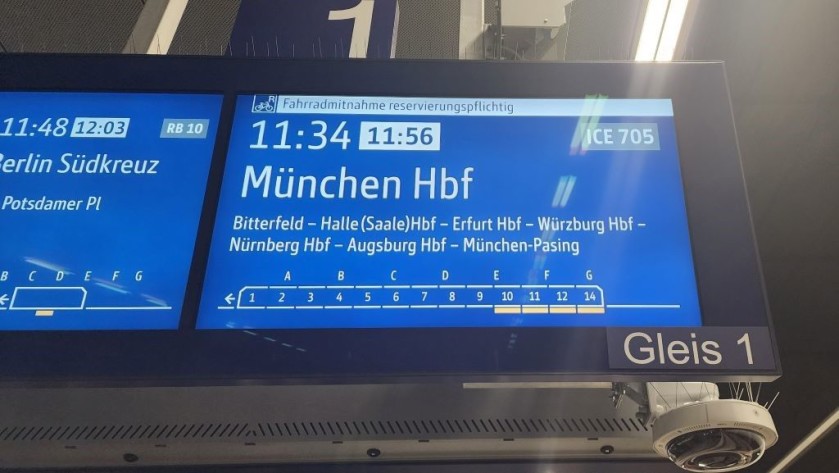 1
11:48 12:03 RB 10
Berlin Südkreuz
Potsdamer Pl
B C D E F G
R Fahrradmitnahme reservierungspflichtig
11:34 11:56 ICE 705
München Hbf
Bitterfeld – Halle(Saale)Hbf – Erfurt Hbf – Würzburg Hbf –
Nürnberg Hbf – Augsburg Hbf – München-Pasing
A B C D E F G
1 2 3 4 5 6 7 8 9 10 11 12 14
Gleis 1